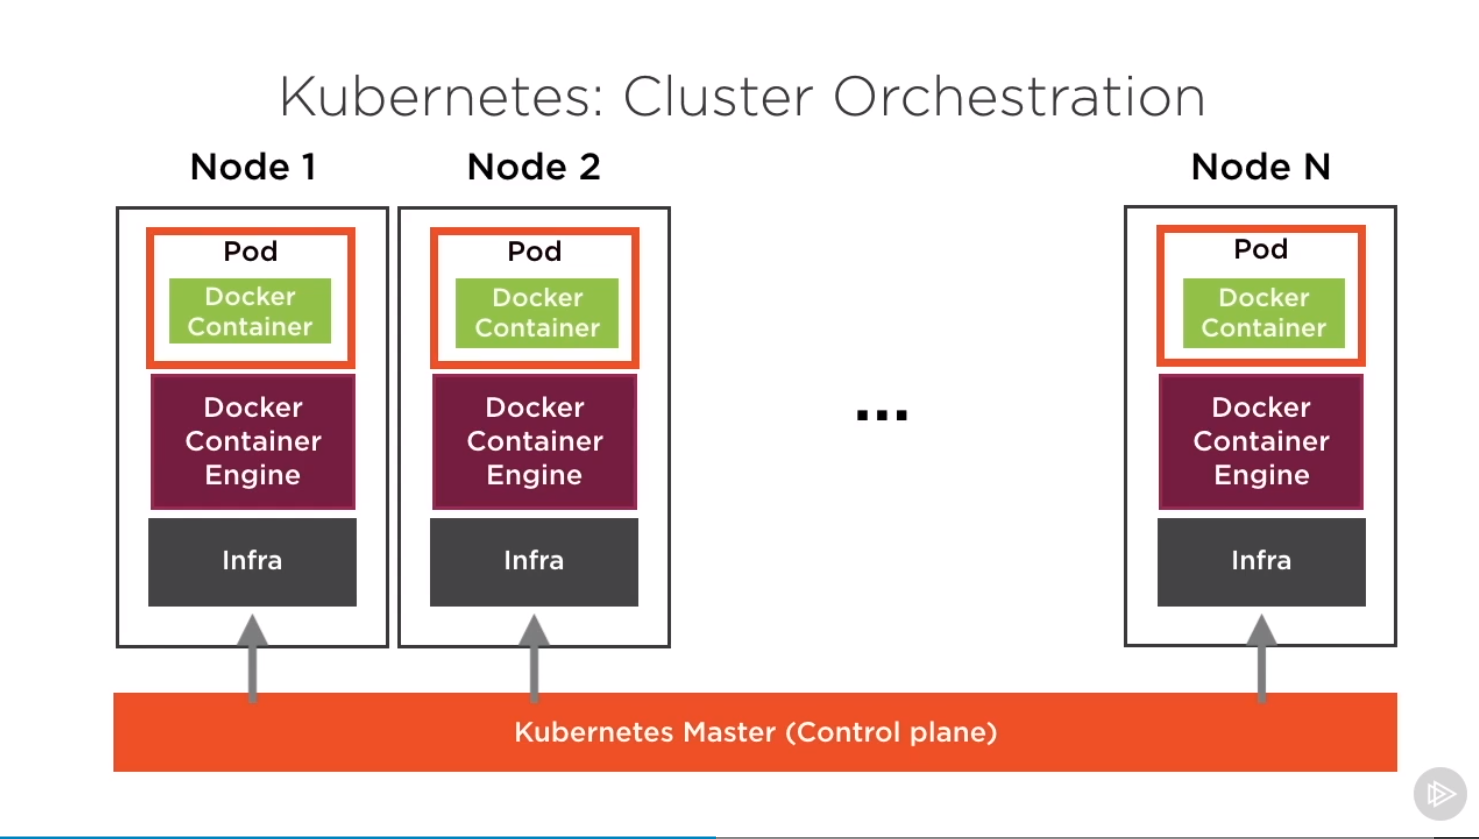 Kubernetes: Cluster Orchestration
Node 1
Node 2
Node N
Pod
Docker
Container
Docker
Container
Engine
Infra
Pod
Docker
Container
Docker
Container
Engine
Infra
...
Pod
Docker
Container
Docker
Container
Engine
Infra
Kubernetes Master (Control plane)